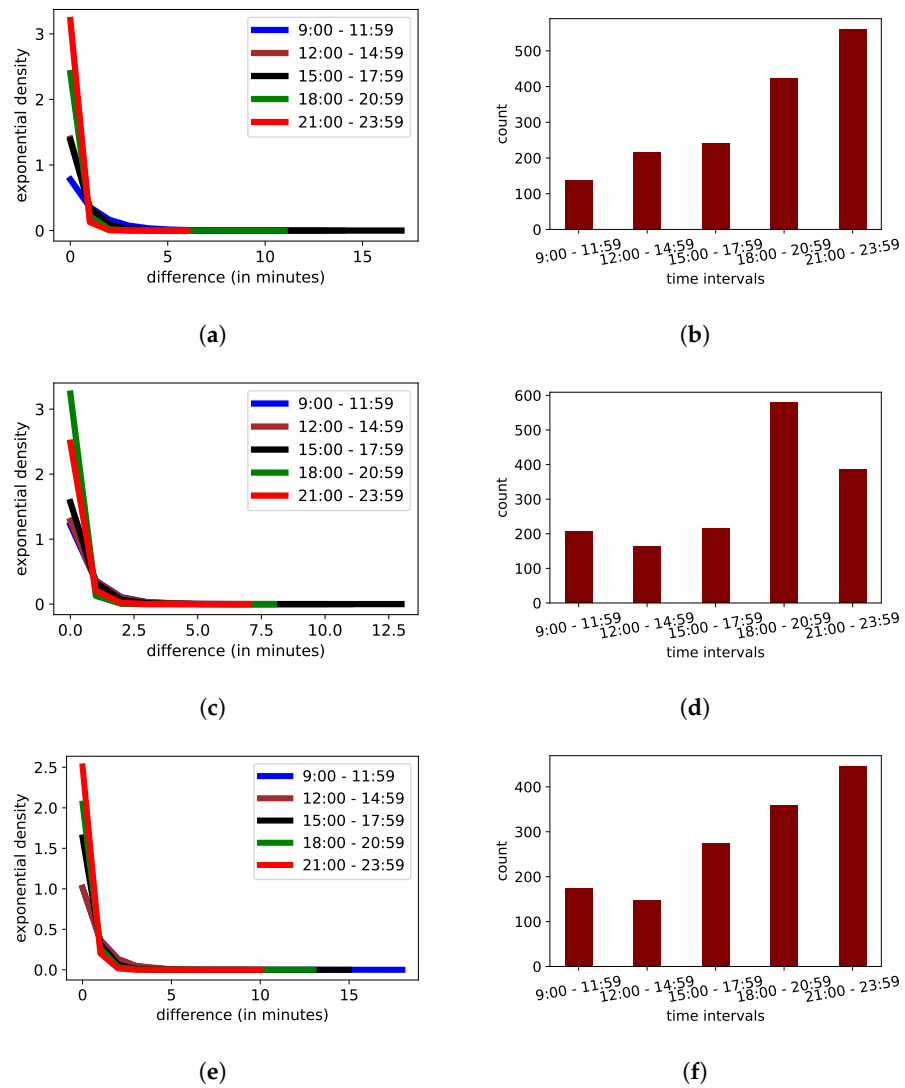 3
2
1
0
exponential density
9:00 - 11:59
12:00 - 14:59
15:00 - 17:59
18:00 - 20:59
21:00 - 23:59
0
5
10
15
difference (in minutes)
(a)
500
400
300
200
100
0
count
9:00 - 11:59
12:00 - 14:59
15:00 - 17:59
18:00 - 20:59
21:00 - 23:59
time intervals
(b)
3
2
1
0
exponential density
9:00 - 11:59
12:00 - 14:59
15:00 - 17:59
18:00 - 20:59
21:00 - 23:59
0.0
2.5
5.0
7.5
10.0
12.5
difference (in minutes)
(c)
600
500
400
300
200
100
0
count
9:00 - 11:59
12:00 - 14:59
15:00 - 17:59
18:00 - 20:59
21:00 - 23:59
time intervals
(d)
2.5
2.0
1.5
1.0
0.5
0.0
exponential density
9:00 - 11:59
12:00 - 14:59
15:00 - 17:59
18:00 - 20:59
21:00 - 23:59
0
5
10
15
difference (in minutes)
(e)
400
300
200
100
0
count
9:00 - 11:59
12:00 - 14:59
15:00 - 17:59
18:00 - 20:59
21:00 - 23:59
time intervals
(f)